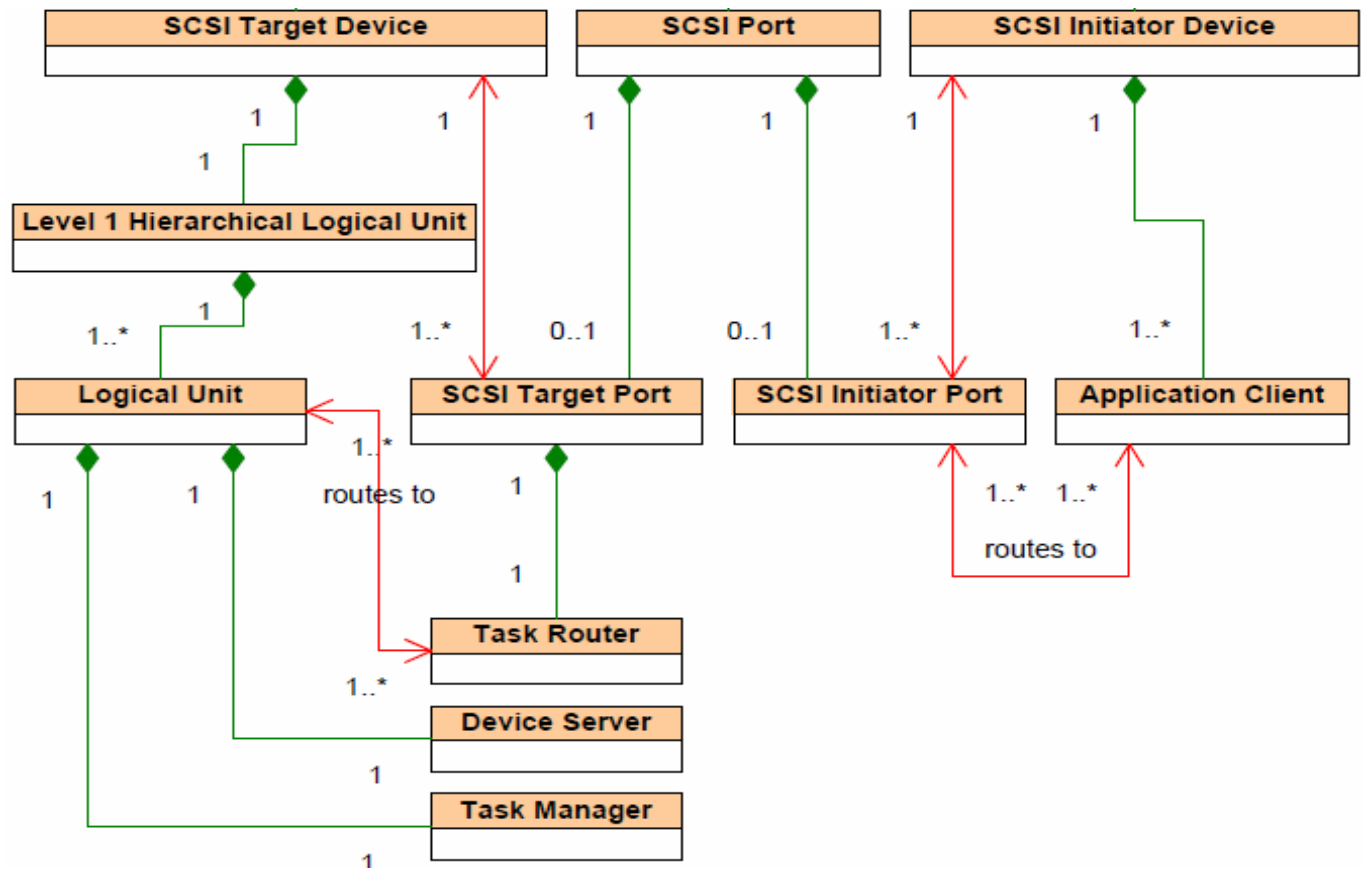 SCSI Target Device
SCSI Port
SCSI Initiator Device
1
1
1
1
1
1
1
Level 1 Hierarchical Logical Unit
1
1..*
1..*
0..1
0..1
1..*
1..*
Logical Unit
SCSI Target Port
SCSI Initiator Port
Application Client
1..*
routes to
1
1
1
1..*
1..*
routes to
1
Task Router
1..*
Device Server
1
Task Manager
1